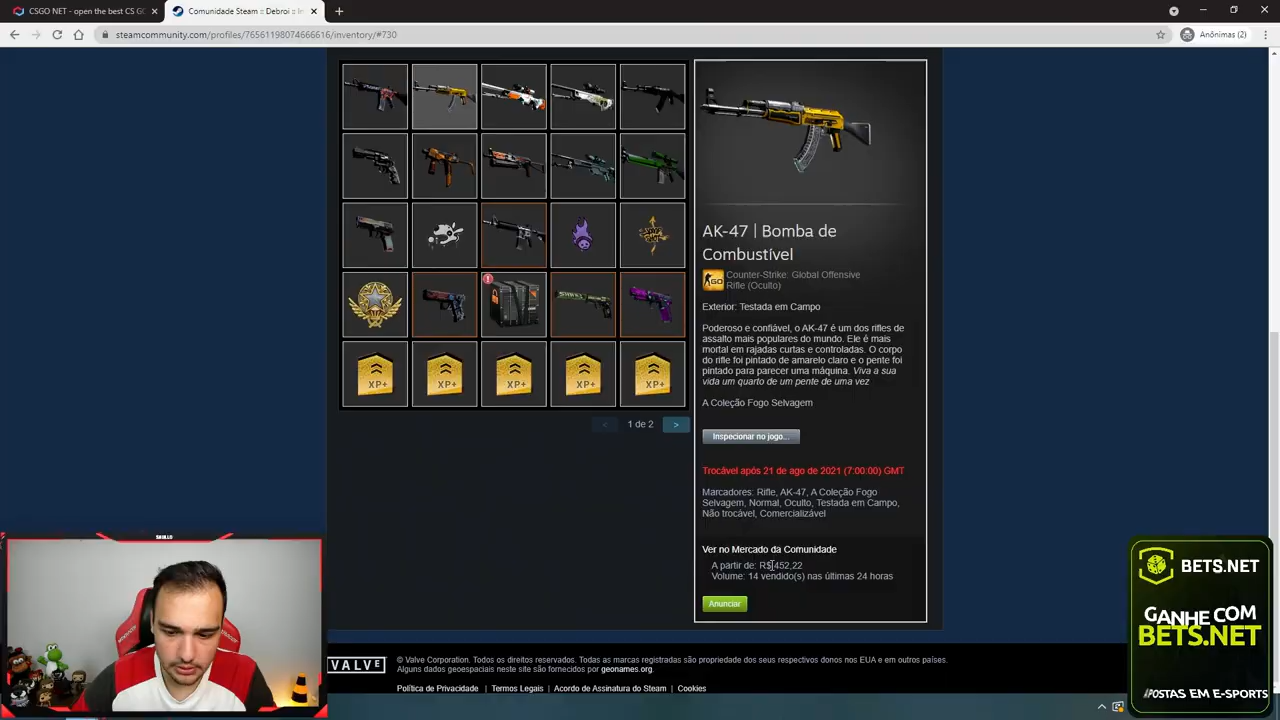 CSGO NET - open the best CS GO
Comunidade Steam :: Debroi :: In
steamcommunity.com/profiles/76561198074666616/inventory/#730
Anônimas (2)
AK-47 | Bomba de
Combustível
Counter-Strike: Global Offensive
Rifle (Oculto)
Exterior: Testada em Campo
Poderoso e confiável, o AK-47 é um dos rifles de
assalto mais populares do mundo. Ele é mais
mortal em rajadas curtas e controladas. O corpo
do rifle foi pintado de amarelo claro e o pente foi
pintado para parecer uma máquina. Viva a sua
vida um quarto de um pente de uma vez
A Coleção Fogo Selvagem
XP+ XP+ XP+ XP+ XP+
< 1 de 2 >
Inspecionar no jogo...
Trocável após 21 de ago de 2021 (7:00:00) GMT
Marcadores: Rifle, AK-47, A Coleção Fogo
Selvagem, Normal, Oculto, Testada em Campo,
Não trocável, Comercializável
Ver no Mercado da Comunidade
A partir de: R$ 452,22
Volume: 14 vendido(s) nas últimas 24 horas
Anunciar
VALVE
© Valve Corporation. Todos os direitos reservados. Todas as marcas registradas são propriedade dos seus respectivos donos nos EUA e em outros países.
Alguns dados geoespaciais neste site são fornecidos por geonames.org.
Política de Privacidade | Termos Legais | Acordo de Assinatura do Steam | Cookies
BETS.NET
GANHE COM
BETS.NET
APOSTAS EM E-SPORTS